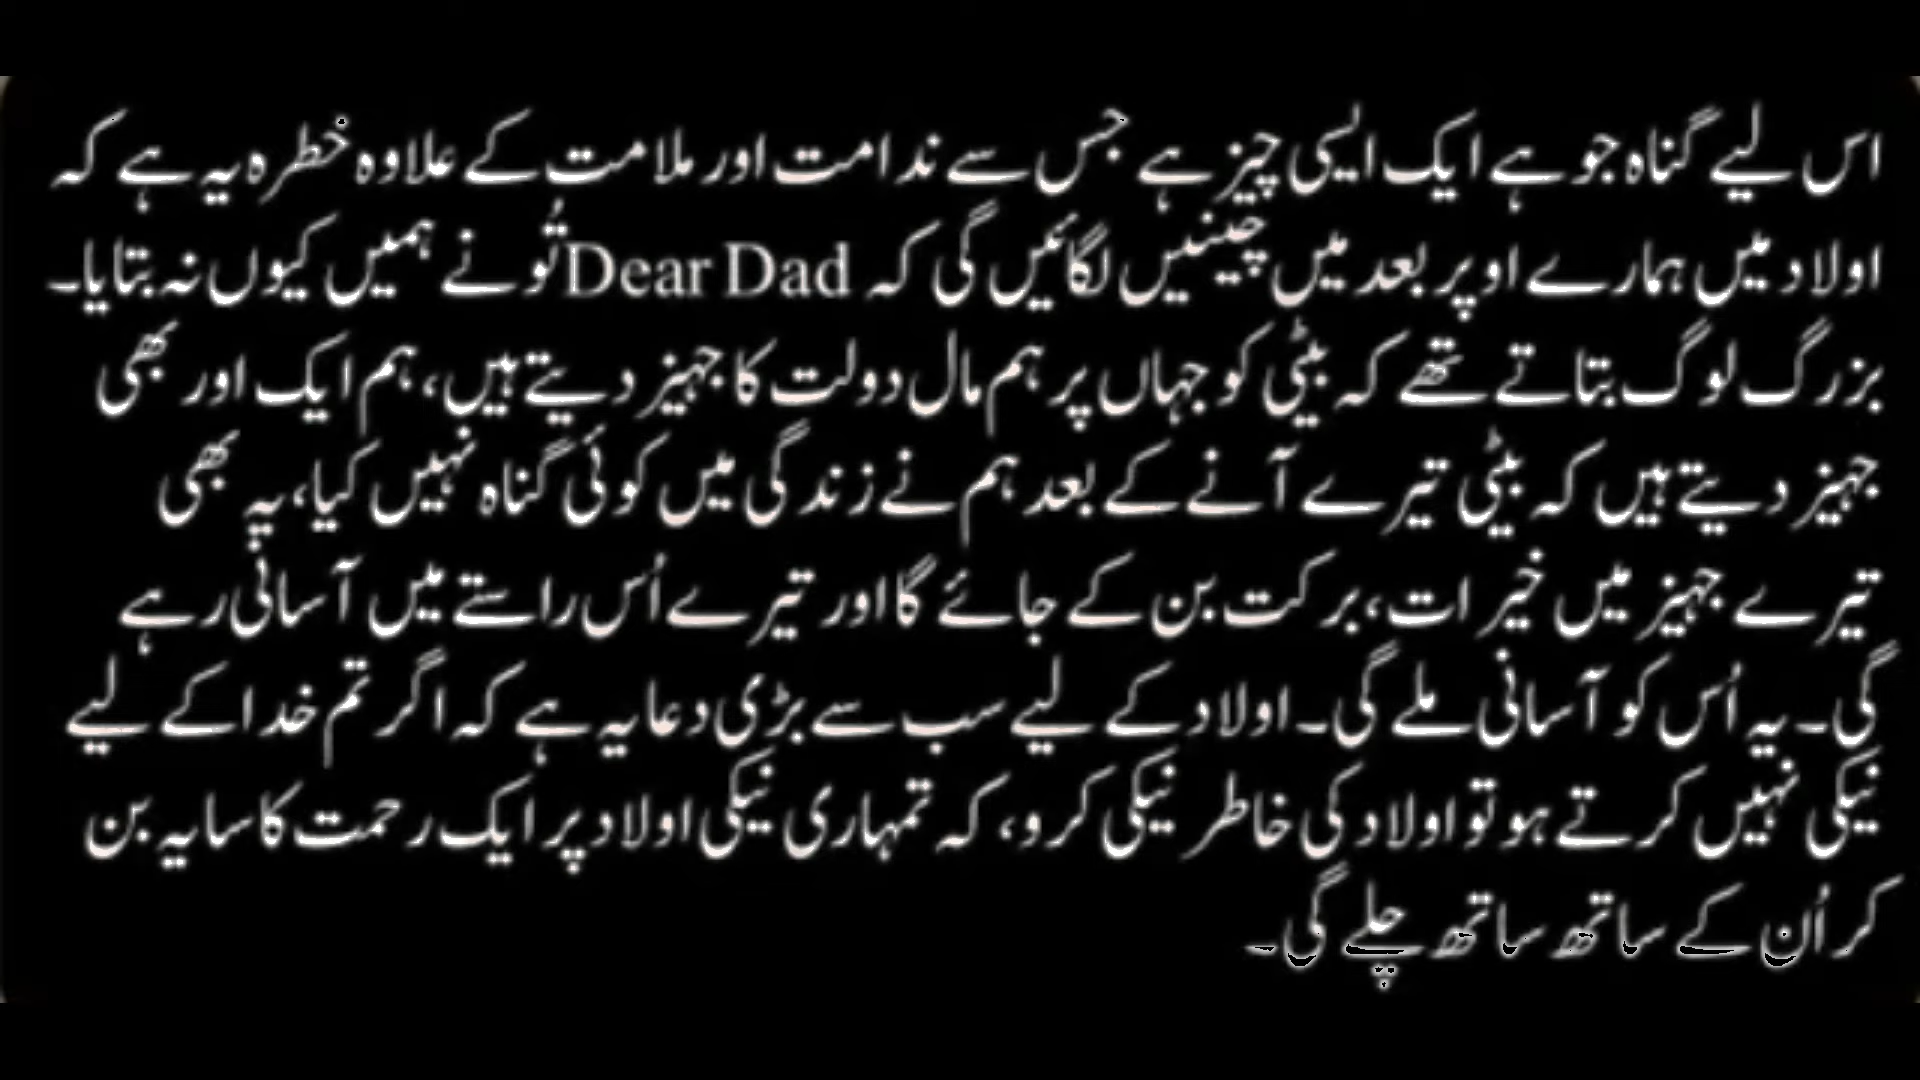 اس لیے گناہ جو ہے ایک ایسی چیز ہے جس سے ندامت اور ملامت کے علاوہ خطرہ یہ ہے کہ
اولاد میں ہمارے اوپر بعد میں چیخیں لگائیں گی کہ Dear Dad تُو نے ہمیں کیوں نہ بتایا۔
بزرگ لوگ بتاتے تھے کہ بیٹی کو جہاں پر ہم مال دولت کا جہیز دیتے ہیں، ہم ایک اور بھی
جہیز دیتے ہیں کہ بیٹی تیرے آنے کے بعد ہم نے زندگی میں کوئی گناہ نہیں کیا، یہ بھی
تیرے جہیز میں خیرات، برکت بن کے جائے گا اور تیرے اُس راستے میں آسانی رہے
گی۔ یہ اُس کو آسانی ملے گی۔ اولاد کے لیے سب سے بڑی دعا یہ ہے کہ اگر تم خدا کے لیے
نیکی نہیں کرتے ہو تو اولاد کی خاطر نیکی کرو، کہ تمہاری نیکی اولاد پر ایک رحمت کا سایہ بن
کر اُن کے ساتھ ساتھ چلے گی۔